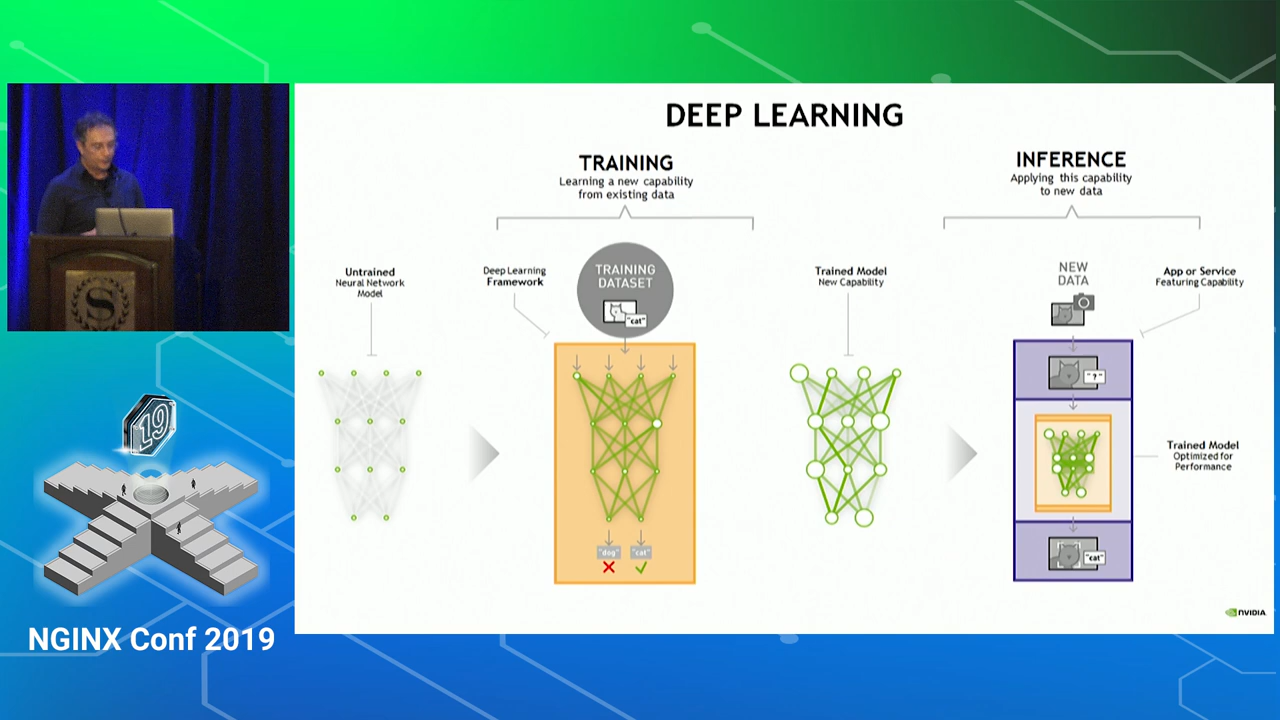 DEEP LEARNING
TRAINING
Learning a new capability
from existing data
INFERENCE
Applying this capability
to new data
Untrained
Neural Network
Model
Deep Learning
Framework
TRAINING
DATASET
"cat"
Trained Model
New Capability
NEW
DATA
App or Service
Featuring Capability
"?"
Trained Model
Optimized for
Performance
"dog"
"cat"
"cat"
NVIDIA
S
19
NGINX Conf 2019